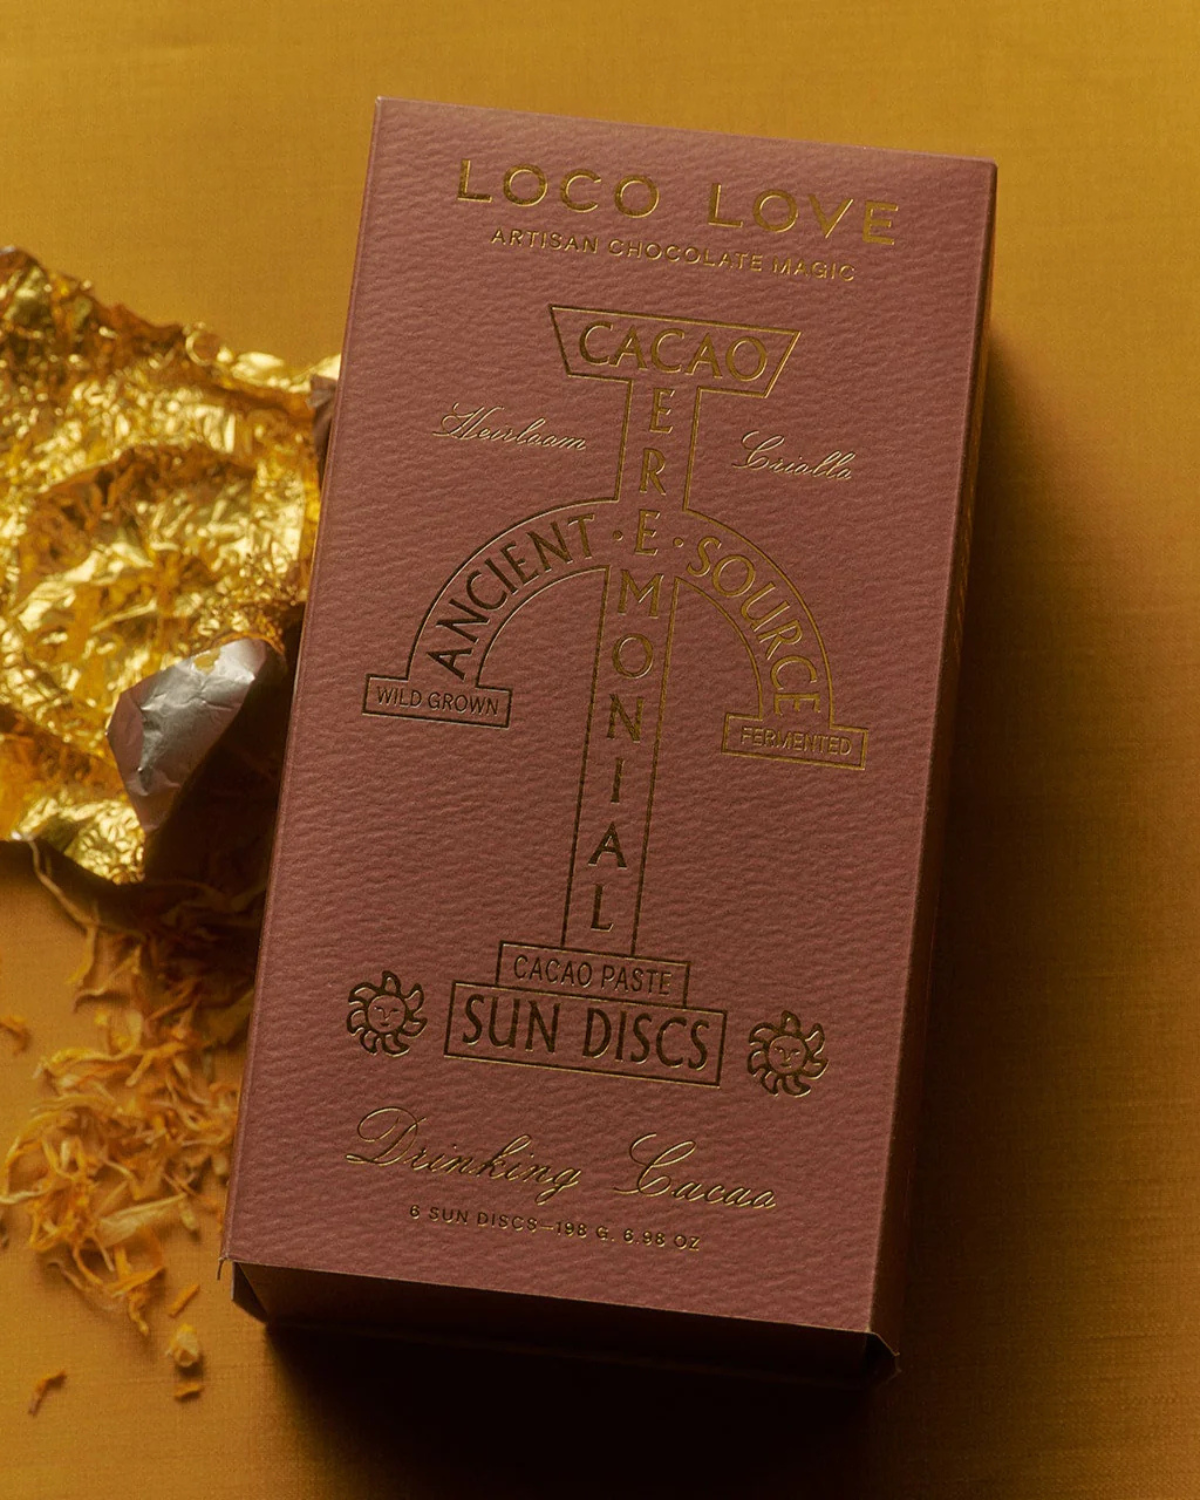 LOCO LOVE
ARTISAN CHOCOLATE MAGIC
CACAO
Heirloom
Criollo
CEREMONIAL
ANCIENT · SOURCE
WILD GROWN
FERMENTED
CACAO PASTE
SUN DISCS
Drinking Cacao
6 SUN DISCS—198 G. 6.98 OZ